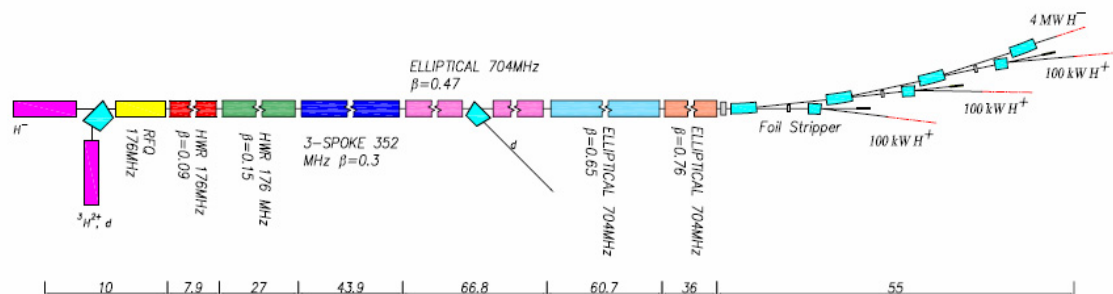 H⁻
³H²⁺, d
RFQ
176MHz
HWR 176MHz
β=0.09
HWR 176 MHz
β=0.15
3-SPOKE 352
MHz β=0.3
ELLIPTICAL 704MHz
β=0.47
d
ELLIPTICAL 704MHz
β=0.65
ELLIPTICAL 704MHz
β=0.76
Foil Stripper
4 MW H⁻
100 kW H⁺
100 kW H⁺
100 kW H⁺
10
7.9
27
43.9
66.8
60.7
36
55